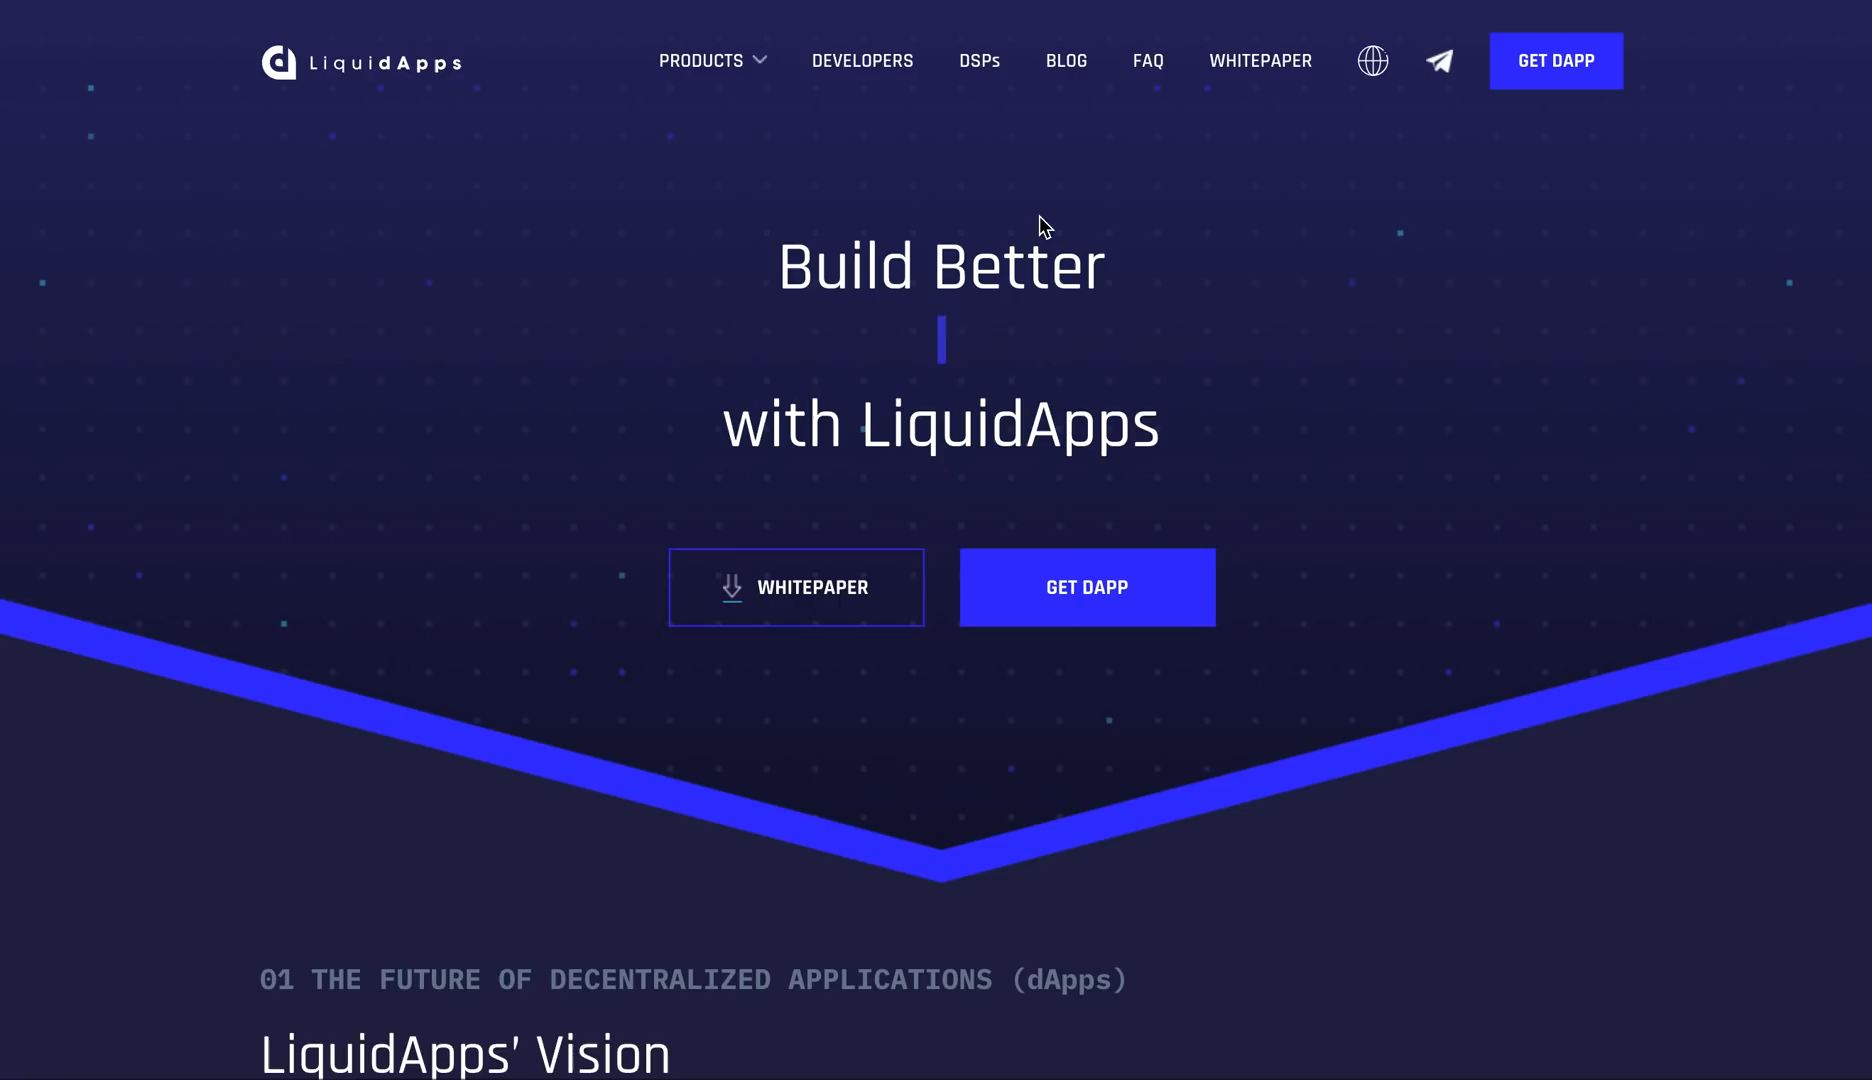 LiquidApps
PRODUCTS
DEVELOPERS
DSPs
BLOG
FAQ
WHITEPAPER
GET DAPP
Build Better
with LiquidApps
WHITEPAPER
GET DAPP
01 THE FUTURE OF DECENTRALIZED APPLICATIONS (dApps)
LiquidApps’ Vision